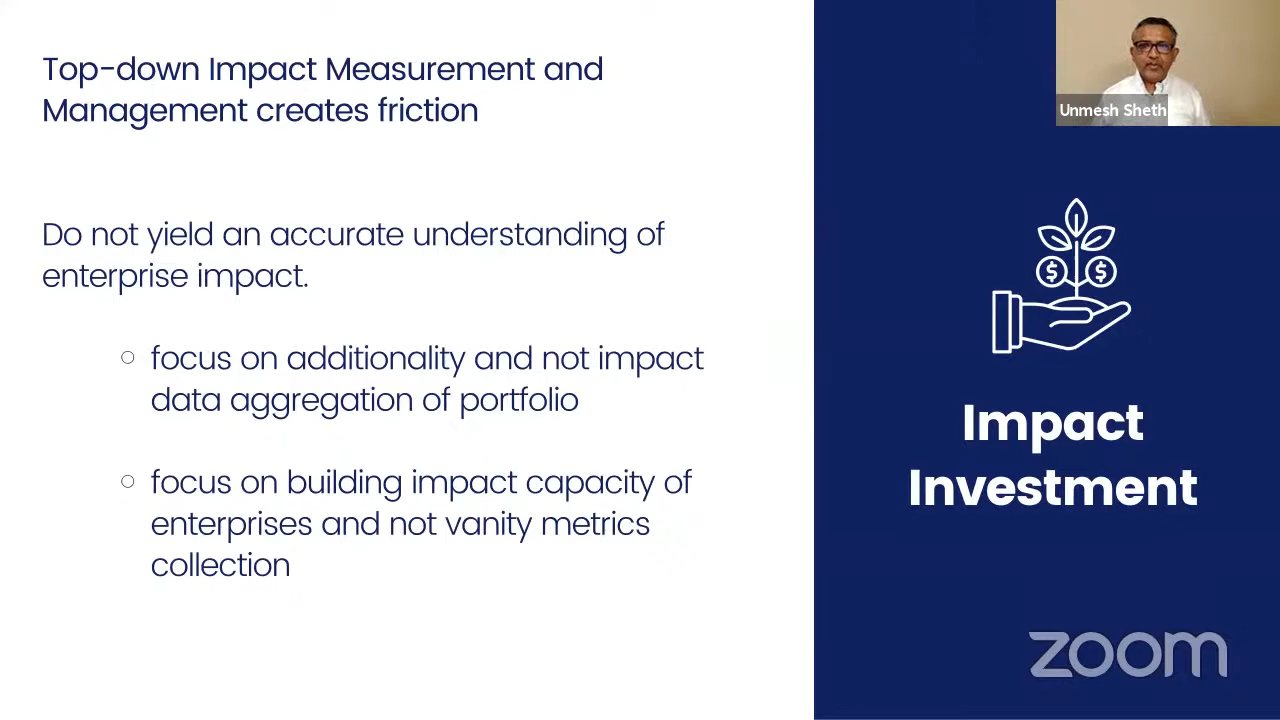 Top-down Impact Measurement and
Management creates friction
Do not yield an accurate understanding of
enterprise impact.
focus on additionality and not impact
data aggregation of portfolio
focus on building impact capacity of
enterprises and not vanity metrics
collection
Unmesh Sheth
$ $
Impact
Investment
zoom